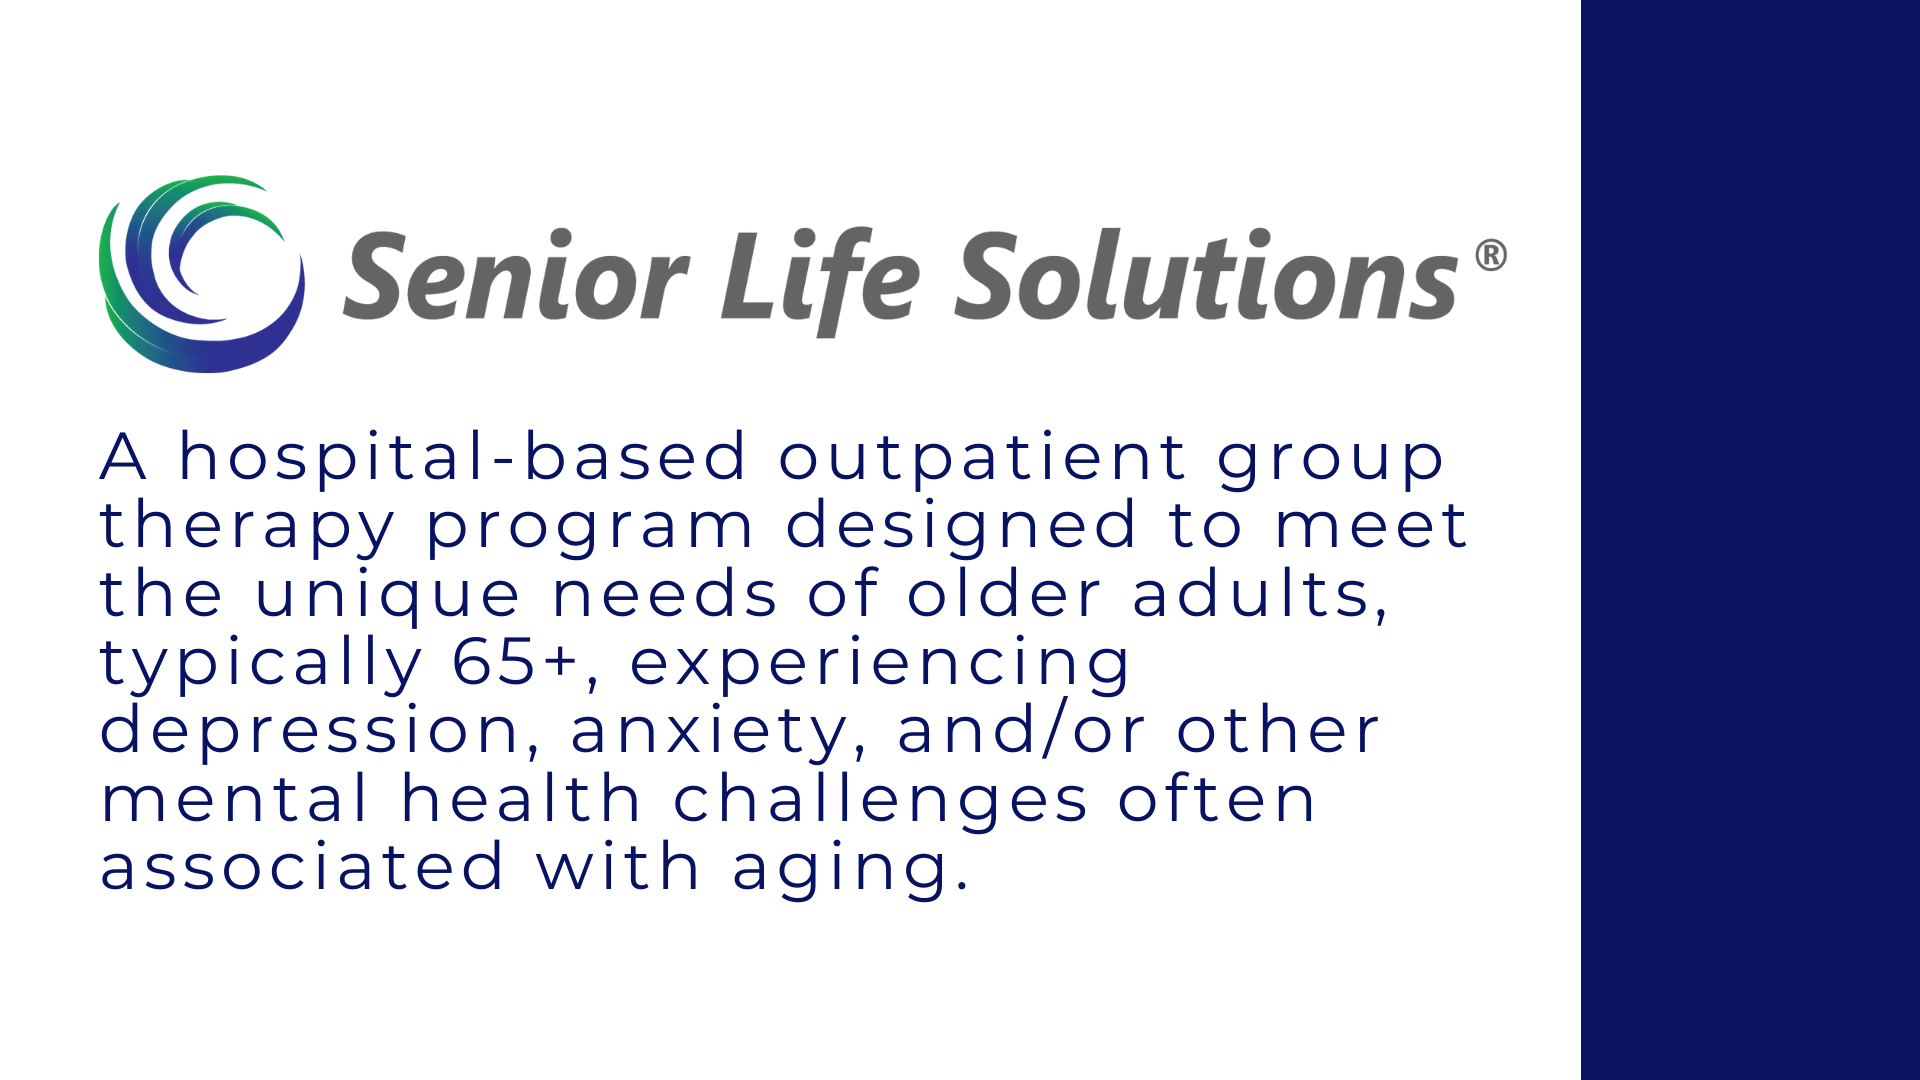 Senior Life Solutions®
A hospital-based outpatient group
therapy program designed to meet
the unique needs of older adults,
typically 65+, experiencing
depression, anxiety, and/or other
mental health challenges often
associated with aging.